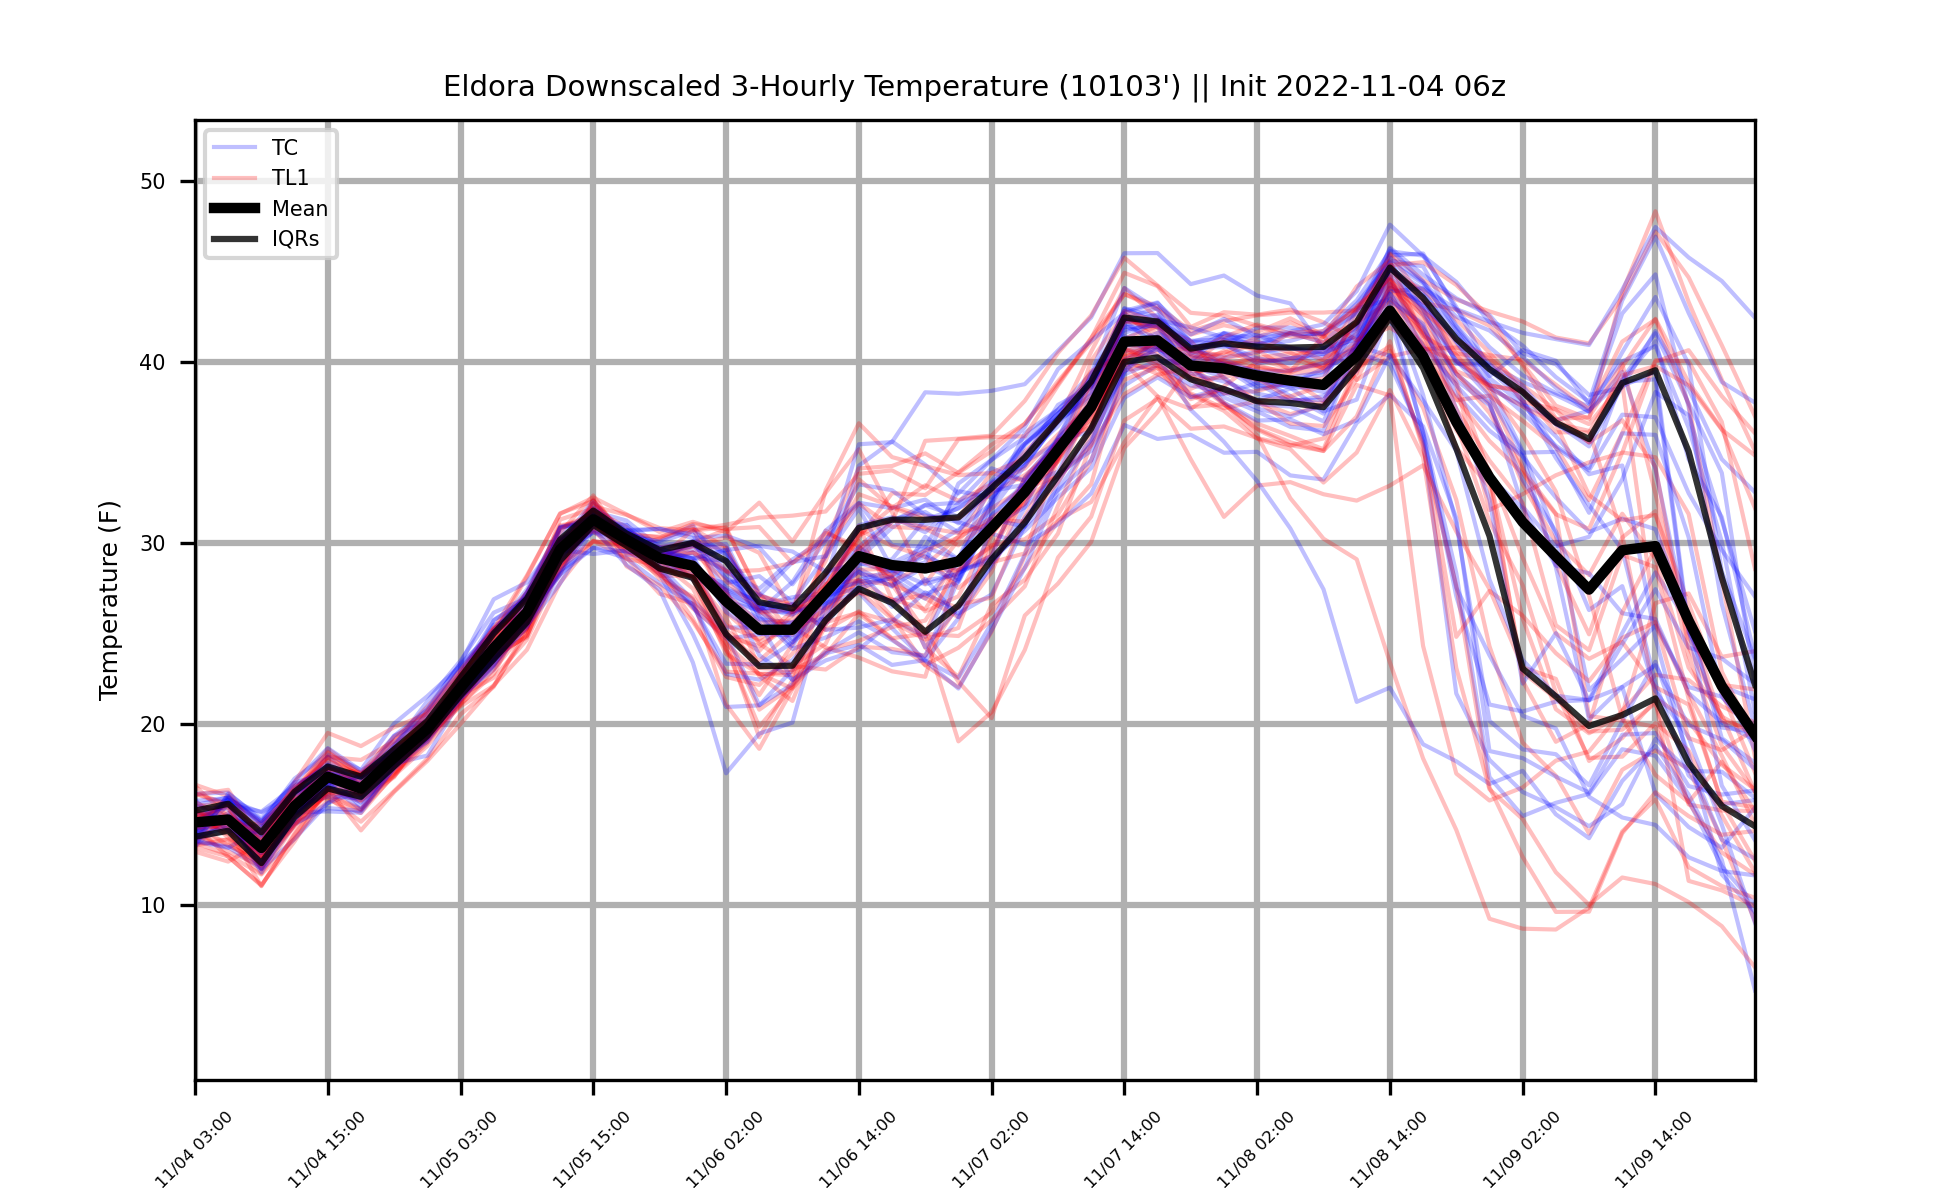 Eldora Downscaled 3-Hourly Temperature (10103') || Init 2022-11-04 06z
TC
TL1
Mean
IQRs
Temperature (F)
50
40
30
20
10
11/04 03:00
11/04 15:00
11/05 03:00
11/05 15:00
11/06 02:00
11/06 14:00
11/07 02:00
11/07 14:00
11/08 02:00
11/08 14:00
11/09 02:00
11/09 14:00